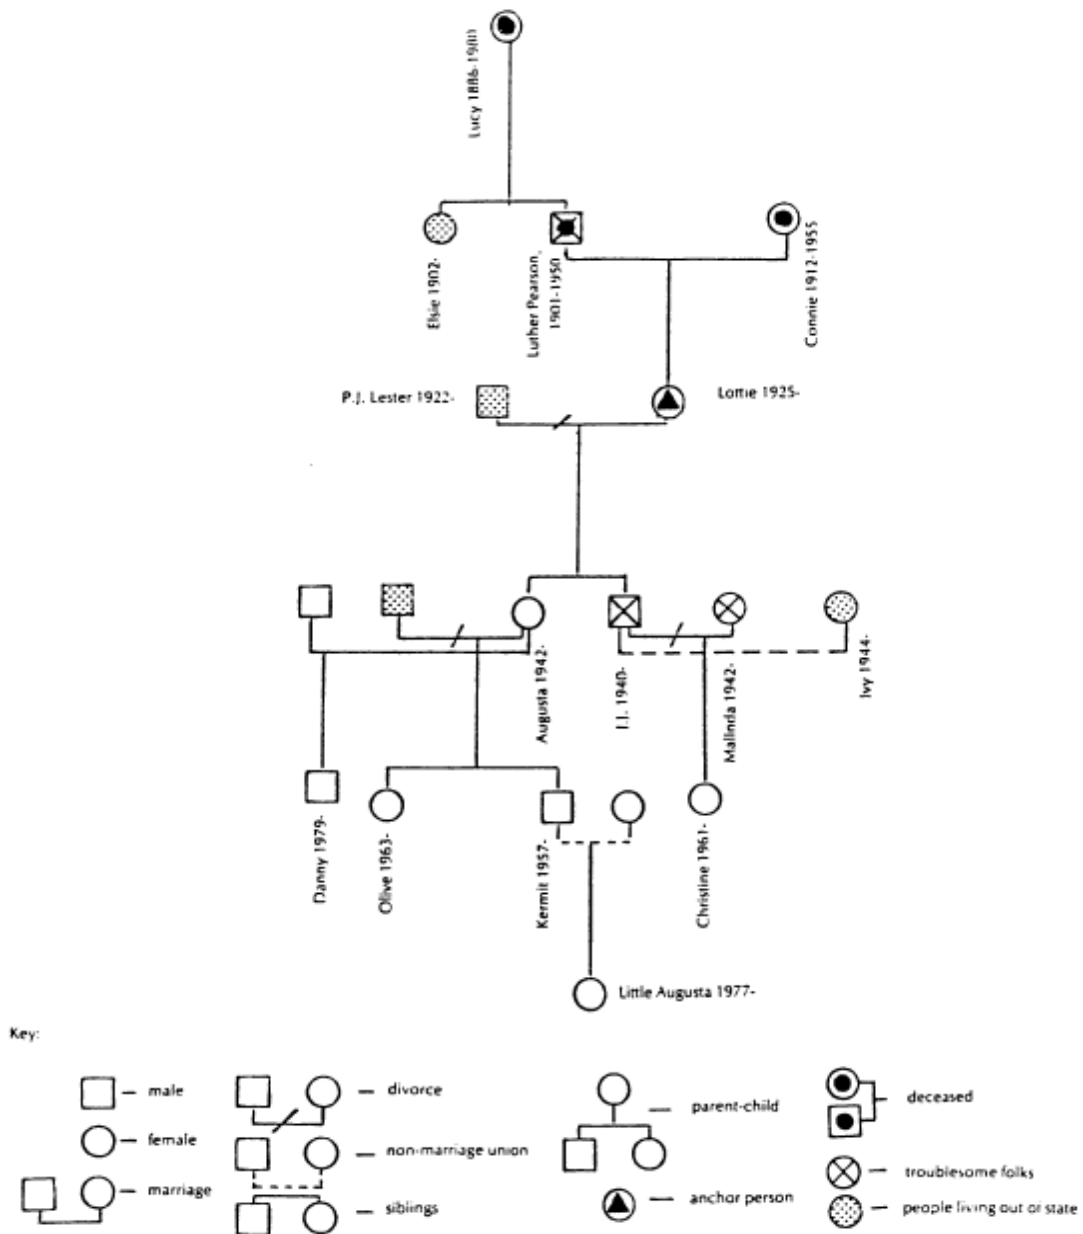 Lucy 1886-1980
Elsie 1902-
Luther Pearson,
1901-1950
Connie 1912-1955
P.J. Lester 1922-
Lottie 1925-
Augusta 1942-
J.J. 1940-
Malinda 1942-
Ivy 1944-
Danny 1979-
Olive 1963-
Kermit 1957-
Christine 1961-
Little Augusta 1977-
Key:
— male
— female
— marriage
— divorce
— non-marriage union
— siblings
— parent-child
— anchor person
— deceased
— troublesome folks
— people living out of state